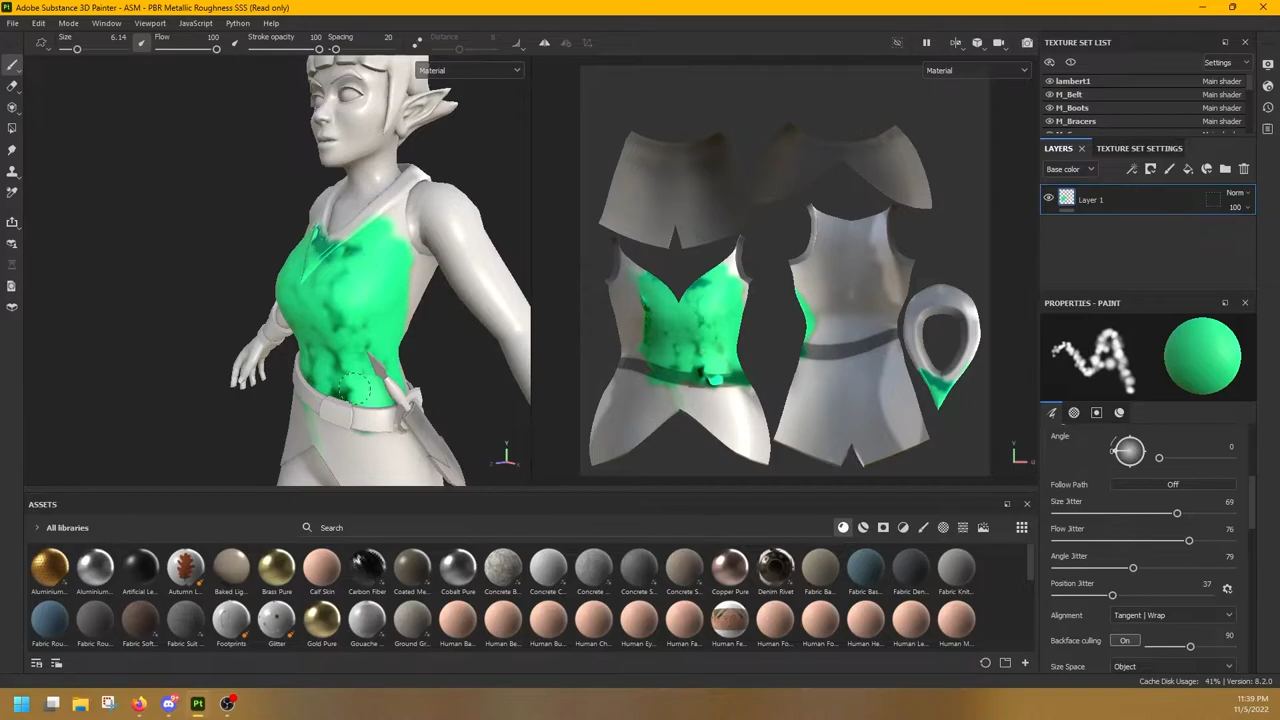 Adobe Substance 3D Painter - ASM - PBR Metallic Roughness SSS (Read only)
File Edit Mode Window Viewport JavaScript Python Help
Size 6.14 Flow 100 Stroke opacity 100 Spacing 20 Distance 8
Material
Material
TEXTURE SET LIST
Settings
lambert1 Main shader
M_Belt Main shader
M_Boots Main shader
M_Bracers Main shader
LAYERS TEXTURE SET SETTINGS
Base color
Layer 1 Norm
100
PROPERTIES - PAINT
Angle 0
Follow Path Off
Size Jitter 69
Flow Jitter 76
Angle Jitter 79
Position Jitter 37
Alignment Tangent | Wrap
Backface culling On 90
Size Space Object
Y
Y
ASSETS
All libraries Search
Aluminium... Aluminium... Artificial Le... Autumn L... Baked Lig... Brass Pure Calf Skin Carbon Fiber Coated Me... Cobalt Pure Concrete B... Concrete C... Concrete ... Concrete S... Concrete S... Copper Pure Denim Rivet Fabric Ba... Fabric Bas... Fabric Den... Fabric Knit...
Fabric Rou... Fabric Rou... Fabric Soft... Fabric Suit ... Footprints Glitter Gold Pure Gouache ... Ground Gr... Human Ba... Human Be... Human Bu... Human Ch... Human Ey... Human Fa... Human Fe... Human Fo... Human Fo... Human He... Human Le... Human M...
Cache Disk Usage: 41% | Version: 8.2.0
11:39 PM
11/5/2022